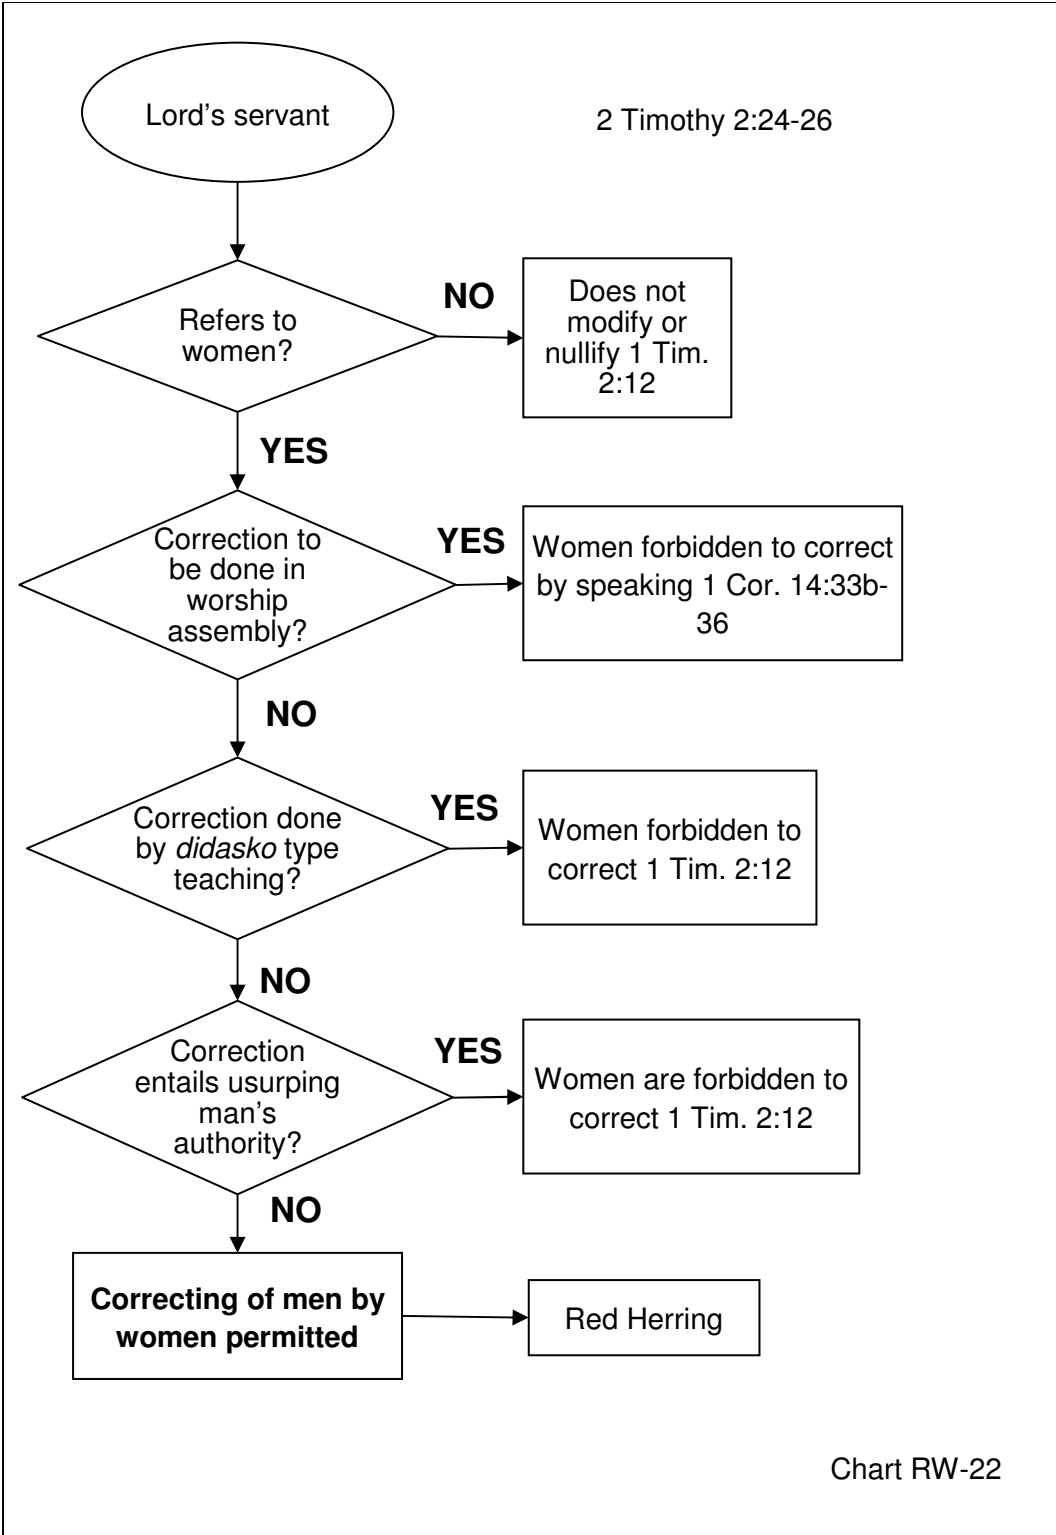 Lord's servant
2 Timothy 2:24-26
Refers to
women?
NO
Does not
modify or
nullify 1 Tim.
2:12
YES
Correction to
be done in
worship
assembly?
YES
Women forbidden to correct
by speaking 1 Cor. 14:33b-
36
NO
Correction done
by didasko type
teaching?
YES
Women forbidden to
correct 1 Tim. 2:12
NO
Correction
entails usurping
man's
authority?
YES
Women are forbidden to
correct 1 Tim. 2:12
NO
Correcting of men by
women permitted
Red Herring
Chart RW-22